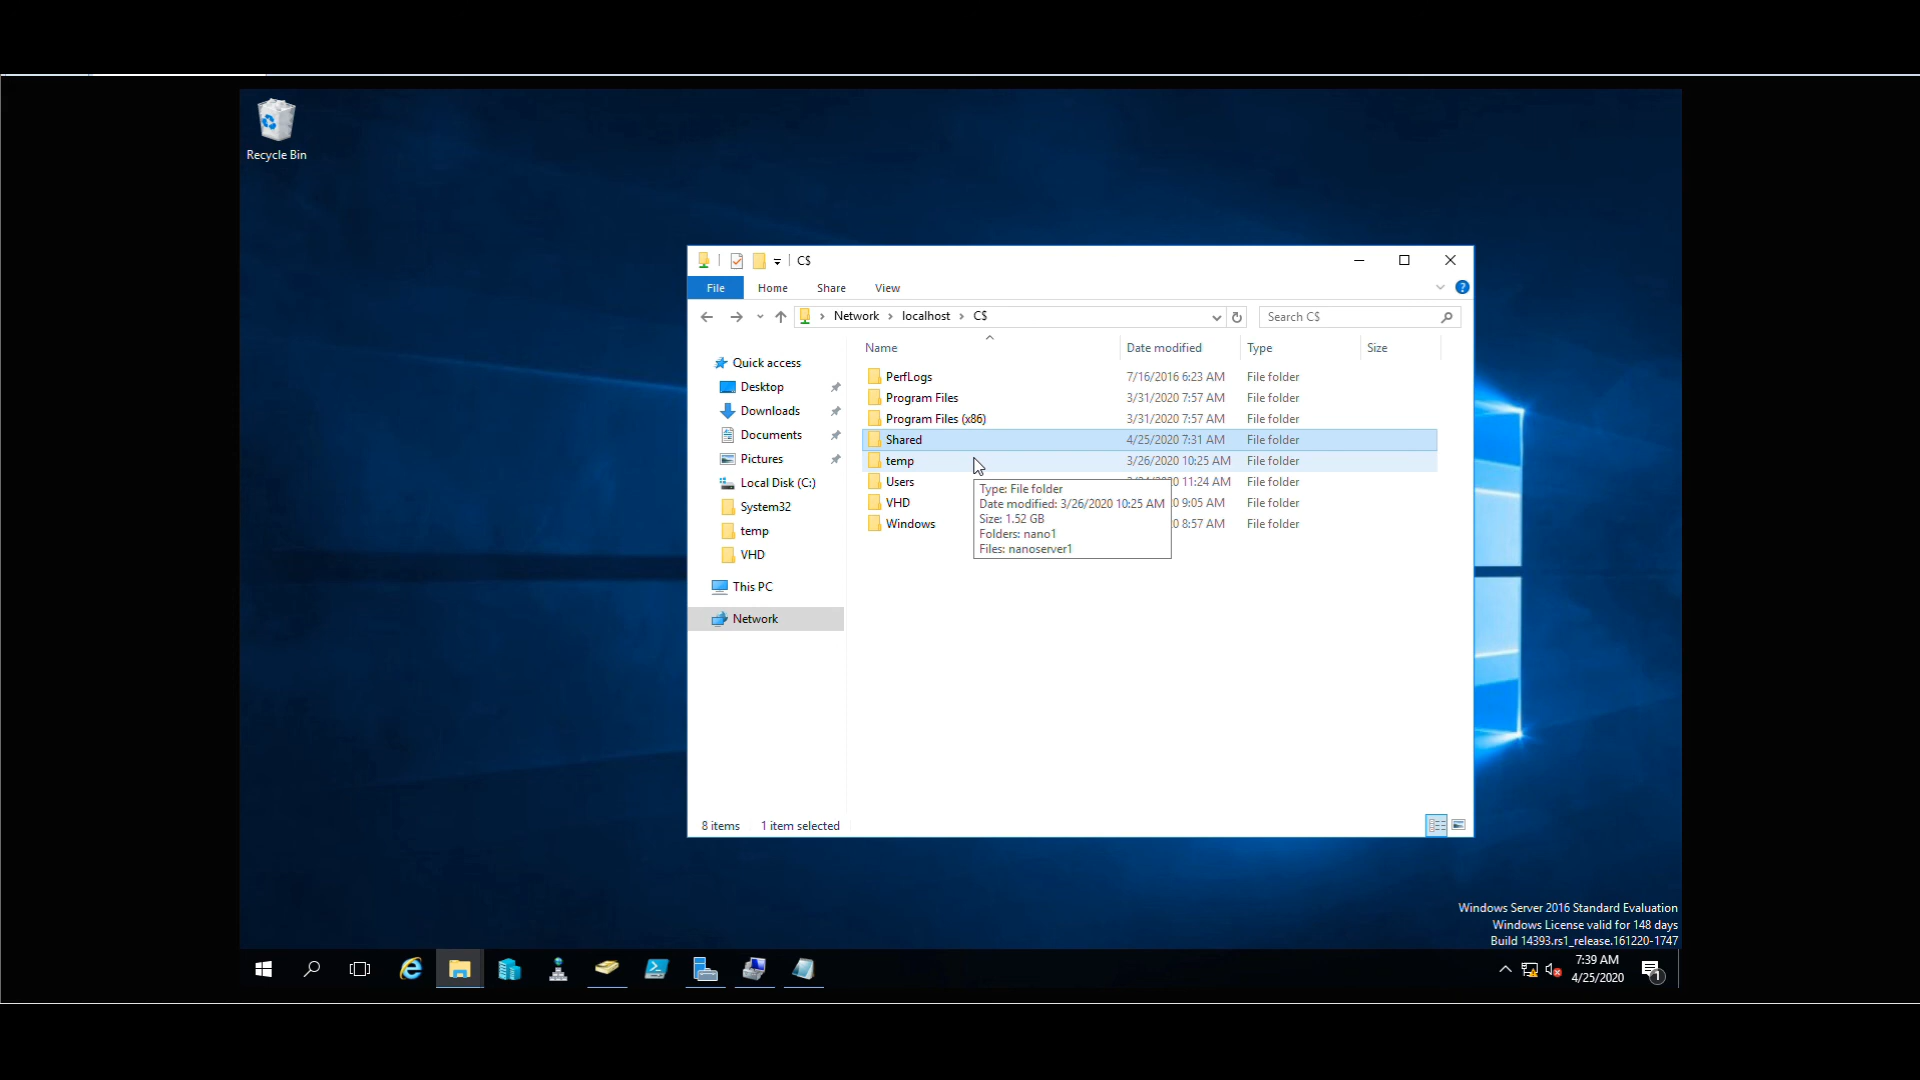 Recycle Bin
C$
File Home Share View
Network localhost C$
Search C$
Name Date modified Type Size
Quick access
Desktop
Downloads
Documents
Pictures
Local Disk (C:)
System32
temp
VHD
This PC
Network
PerfLogs 7/16/2016 6:23 AM File folder
Program Files 3/31/2020 7:57 AM File folder
Program Files (x86) 3/31/2020 7:57 AM File folder
Shared 4/25/2020 7:31 AM File folder
temp 3/26/2020 10:25 AM File folder
Users 11:24 AM File folder
VHD 0 9:05 AM File folder
Windows 0 8:57 AM File folder
Type: File folder
Date modified: 3/26/2020 10:25 AM
Size: 1.52 GB
Folders: nano1
Files: nanoserver1
8 items 1 item selected
Windows Server 2016 Standard Evaluation
Windows License valid for 148 days
Build 14393.rs1_release.161220-1747
7:39 AM
4/25/2020
1